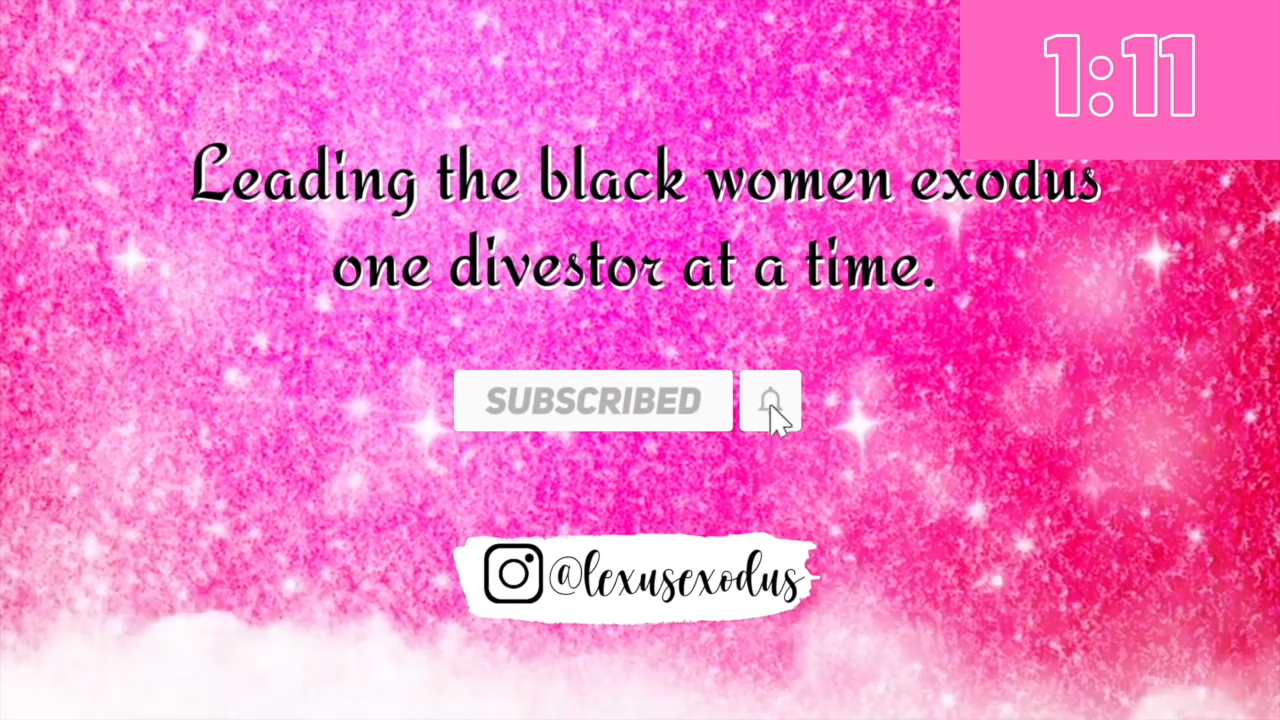 1:11
Leading the black women exodus
one divestor at a time.
SUBSCRIBED
@lexusexodus